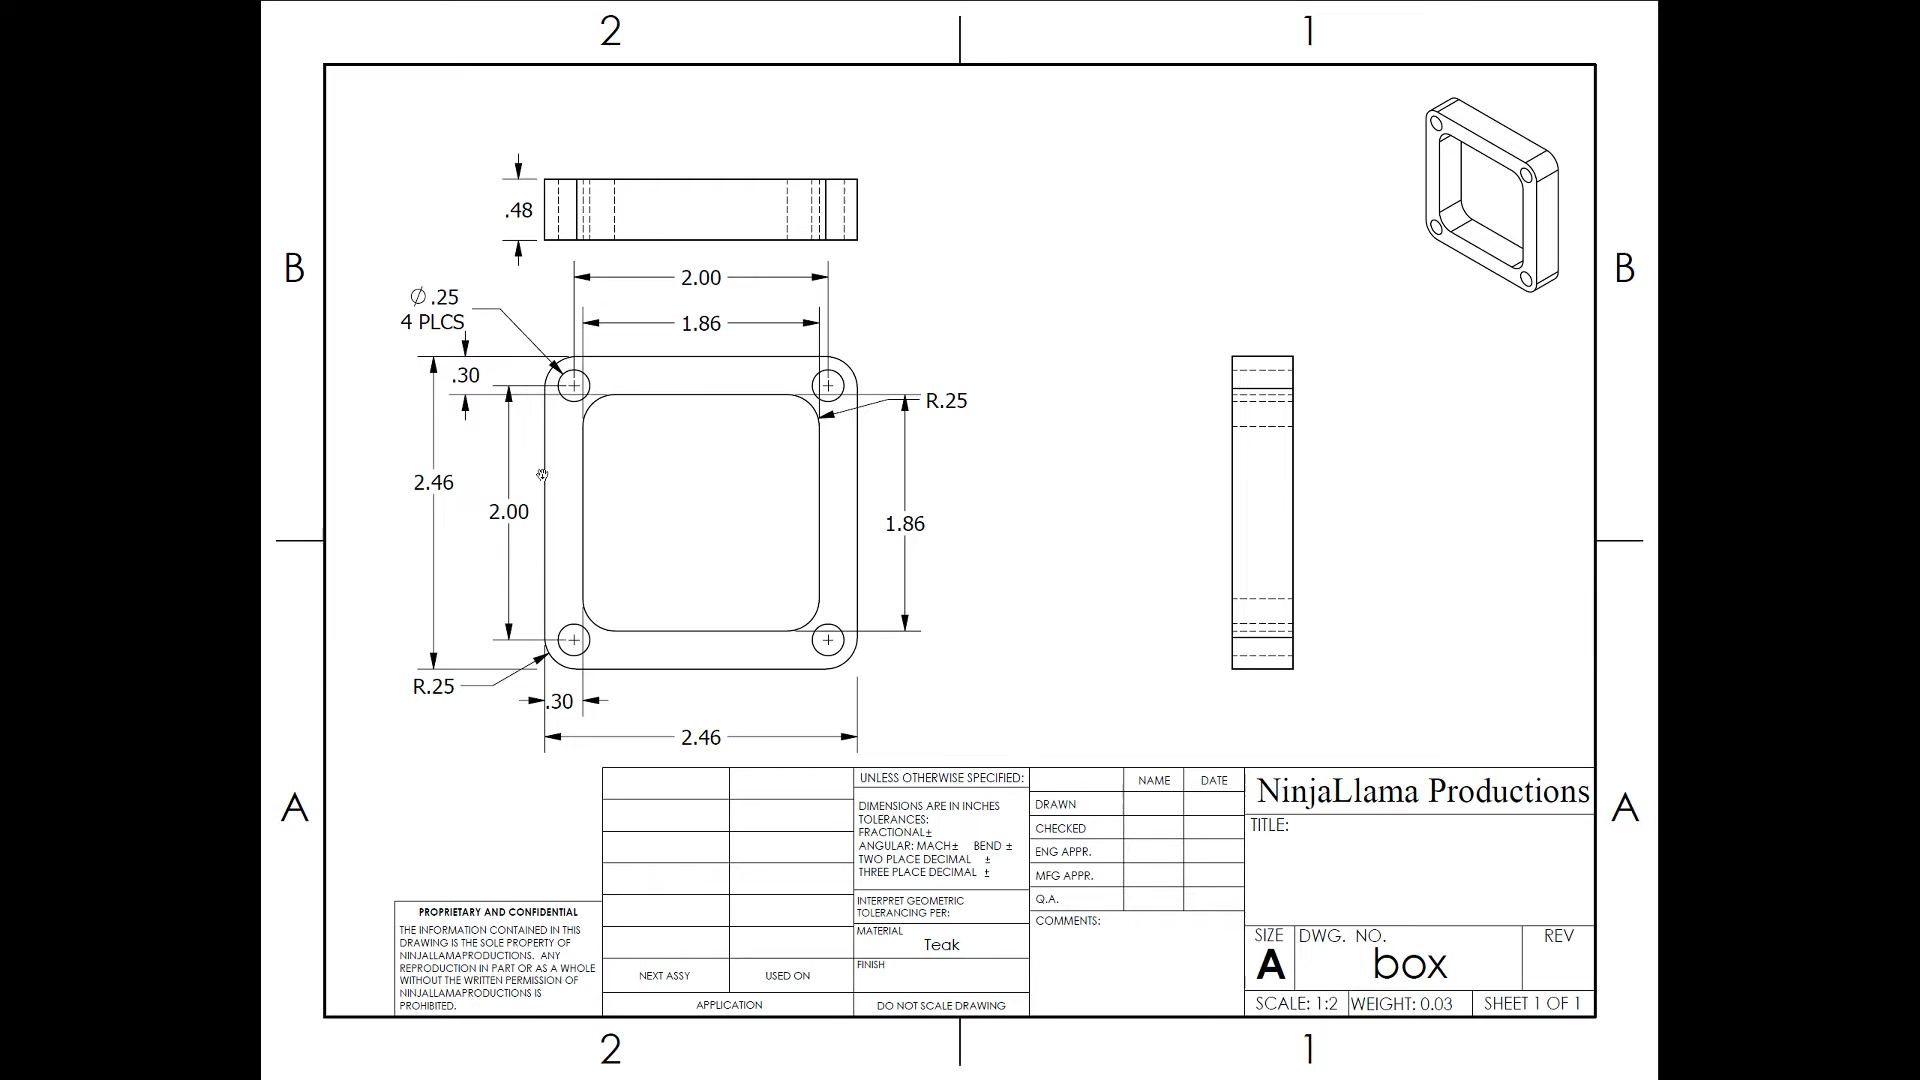 2
1
B
B
.48
2.00
⌀.25
4 PLCS
1.86
.30
R.25
2.46
2.00
1.86
R.25
.30
2.46
A
A
UNLESS OTHERWISE SPECIFIED:
DIMENSIONS ARE IN INCHES
TOLERANCES:
FRACTIONAL±
ANGULAR: MACH± BEND ±
TWO PLACE DECIMAL ±
THREE PLACE DECIMAL ±
INTERPRET GEOMETRIC
TOLERANCING PER:
MATERIAL
Teak
FINISH
DO NOT SCALE DRAWING
NAME
DATE
DRAWN
CHECKED
ENG APPR.
MFG APPR.
Q.A.
COMMENTS:
NinjaLlama Productions
TITLE:
SIZE
A
DWG. NO.
box
REV
SCALE: 1:2
WEIGHT: 0.03
SHEET 1 OF 1
PROPRIETARY AND CONFIDENTIAL
THE INFORMATION CONTAINED IN THIS
DRAWING IS THE SOLE PROPERTY OF
NINJALLAMAPRODUCTIONS. ANY
REPRODUCTION IN PART OR AS A WHOLE
WITHOUT THE WRITTEN PERMISSION OF
NINJALLAMAPRODUCTIONS IS
PROHIBITED.
NEXT ASSY
USED ON
APPLICATION
2
1